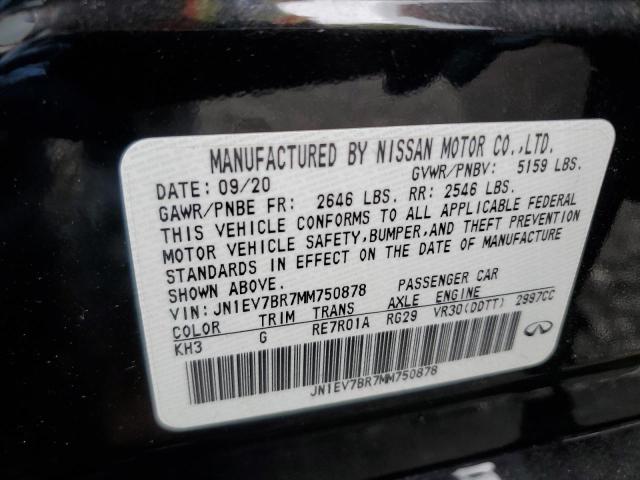 MANUFACTURED BY NISSAN MOTOR CO.,LTD.
DATE: 09/20 GVWR/PNBV: 5159 LBS.
GAWR/PNBE FR: 2646 LBS. RR: 2546 LBS.
THIS VEHICLE CONFORMS TO ALL APPLICABLE FEDERAL
MOTOR VEHICLE SAFETY, BUMPER, AND THEFT PREVENTION
STANDARDS IN EFFECT ON THE DATE OF MANUFACTURE
SHOWN ABOVE.
VIN: JN1EV7BR7MM750878 PASSENGER CAR
COLOR TRIM TRANS AXLE ENGINE
KH3 G RE7R01A RG29 VR30(DDTT) 2997CC
JN1EV7BR7MM750878